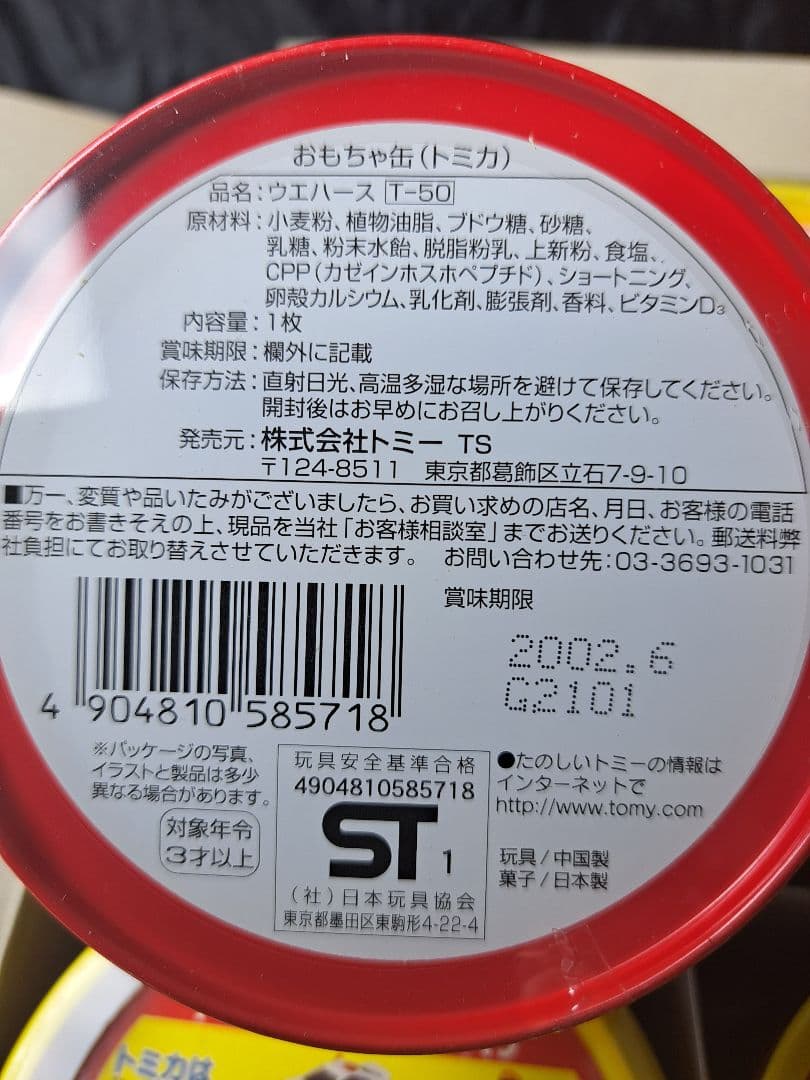 おもちゃ缶(トミカ)
品名:ウエハース T-50
原材料:小麦粉、植物油脂、ブドウ糖、砂糖、
乳糖、粉末水飴、脱脂粉乳、上新粉、食塩、
CPP(カゼインホスホペプチド)、ショートニング、
卵殻カルシウム、乳化剤、膨張剤、香料、ビタミンD₃
内容量:1枚
賞味期限:欄外に記載
保存方法:直射日光、高温多湿な場所を避けて保存してください。
開封後はお早めにお召し上がりください。
発売元:株式会社トミー TS
〒124-8511 東京都葛飾区立石7-9-10
■万一、変質や品いたみがございましたら、お買い求めの店名、月日、お客様の電話
番号をお書きそえの上、現品を当社「お客様相談室」までお送りください。郵送料弊
社負担にてお取り替えさせていただきます。 お問い合わせ先:03-3693-1031
賞味期限
2002.6
G2101
4 904810 585718
※パッケージの写真、
イラストと製品は多少
異なる場合があります。
対象年令
3才以上
玩具安全基準合格
4904810585718
ST 1
(社)日本玩具協会
東京都墨田区東駒形4-22-4
●たのしいトミーの情報は
インターネットで
http://www.tomy.com
玩具/中国製
菓子/日本製
トミカは